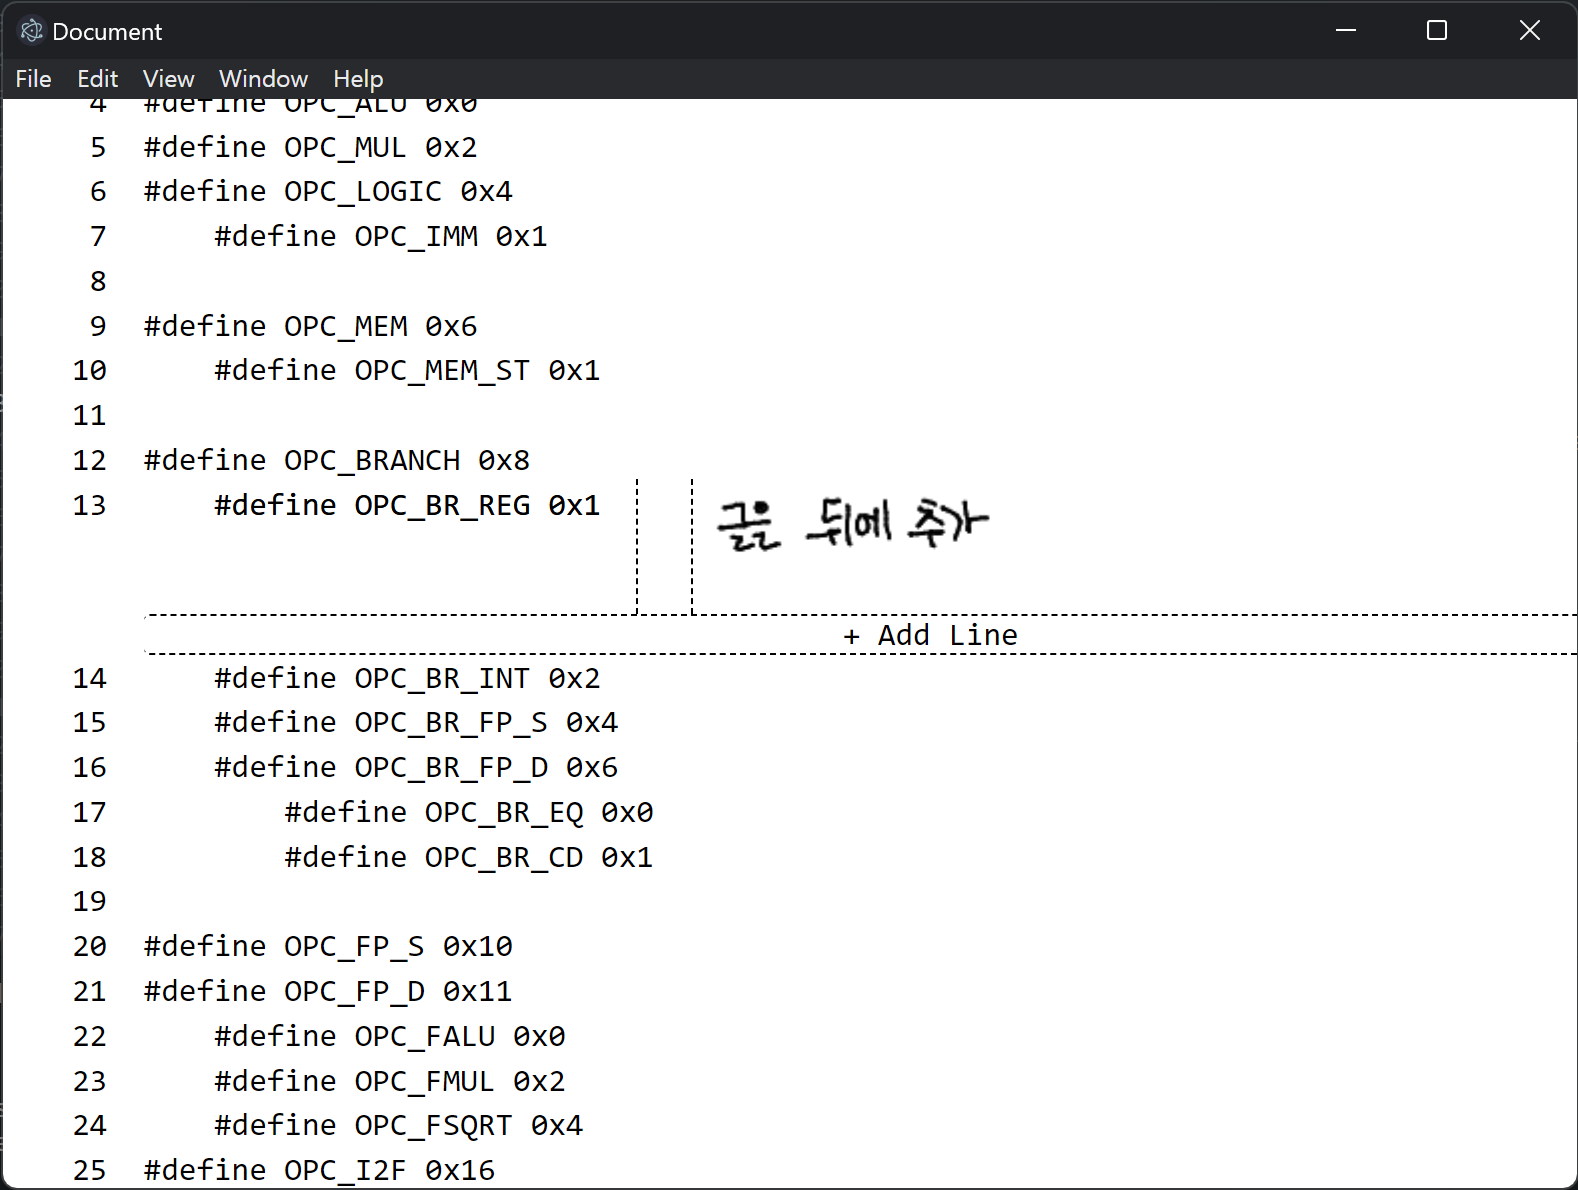 Document
File Edit View Window Help
4 #define OPC_ALU 0x0
5 #define OPC_MUL 0x2
6 #define OPC_LOGIC 0x4
7 #define OPC_IMM 0x1
8
9 #define OPC_MEM 0x6
10 #define OPC_MEM_ST 0x1
11
12 #define OPC_BRANCH 0x8
13 #define OPC_BR_REG 0x1 글은 뒤에 추가
+ Add Line
14 #define OPC_BR_INT 0x2
15 #define OPC_BR_FP_S 0x4
16 #define OPC_BR_FP_D 0x6
17 #define OPC_BR_EQ 0x0
18 #define OPC_BR_CD 0x1
19
20 #define OPC_FP_S 0x10
21 #define OPC_FP_D 0x11
22 #define OPC_FALU 0x0
23 #define OPC_FMUL 0x2
24 #define OPC_FSQRT 0x4
25 #define OPC_I2F 0x16